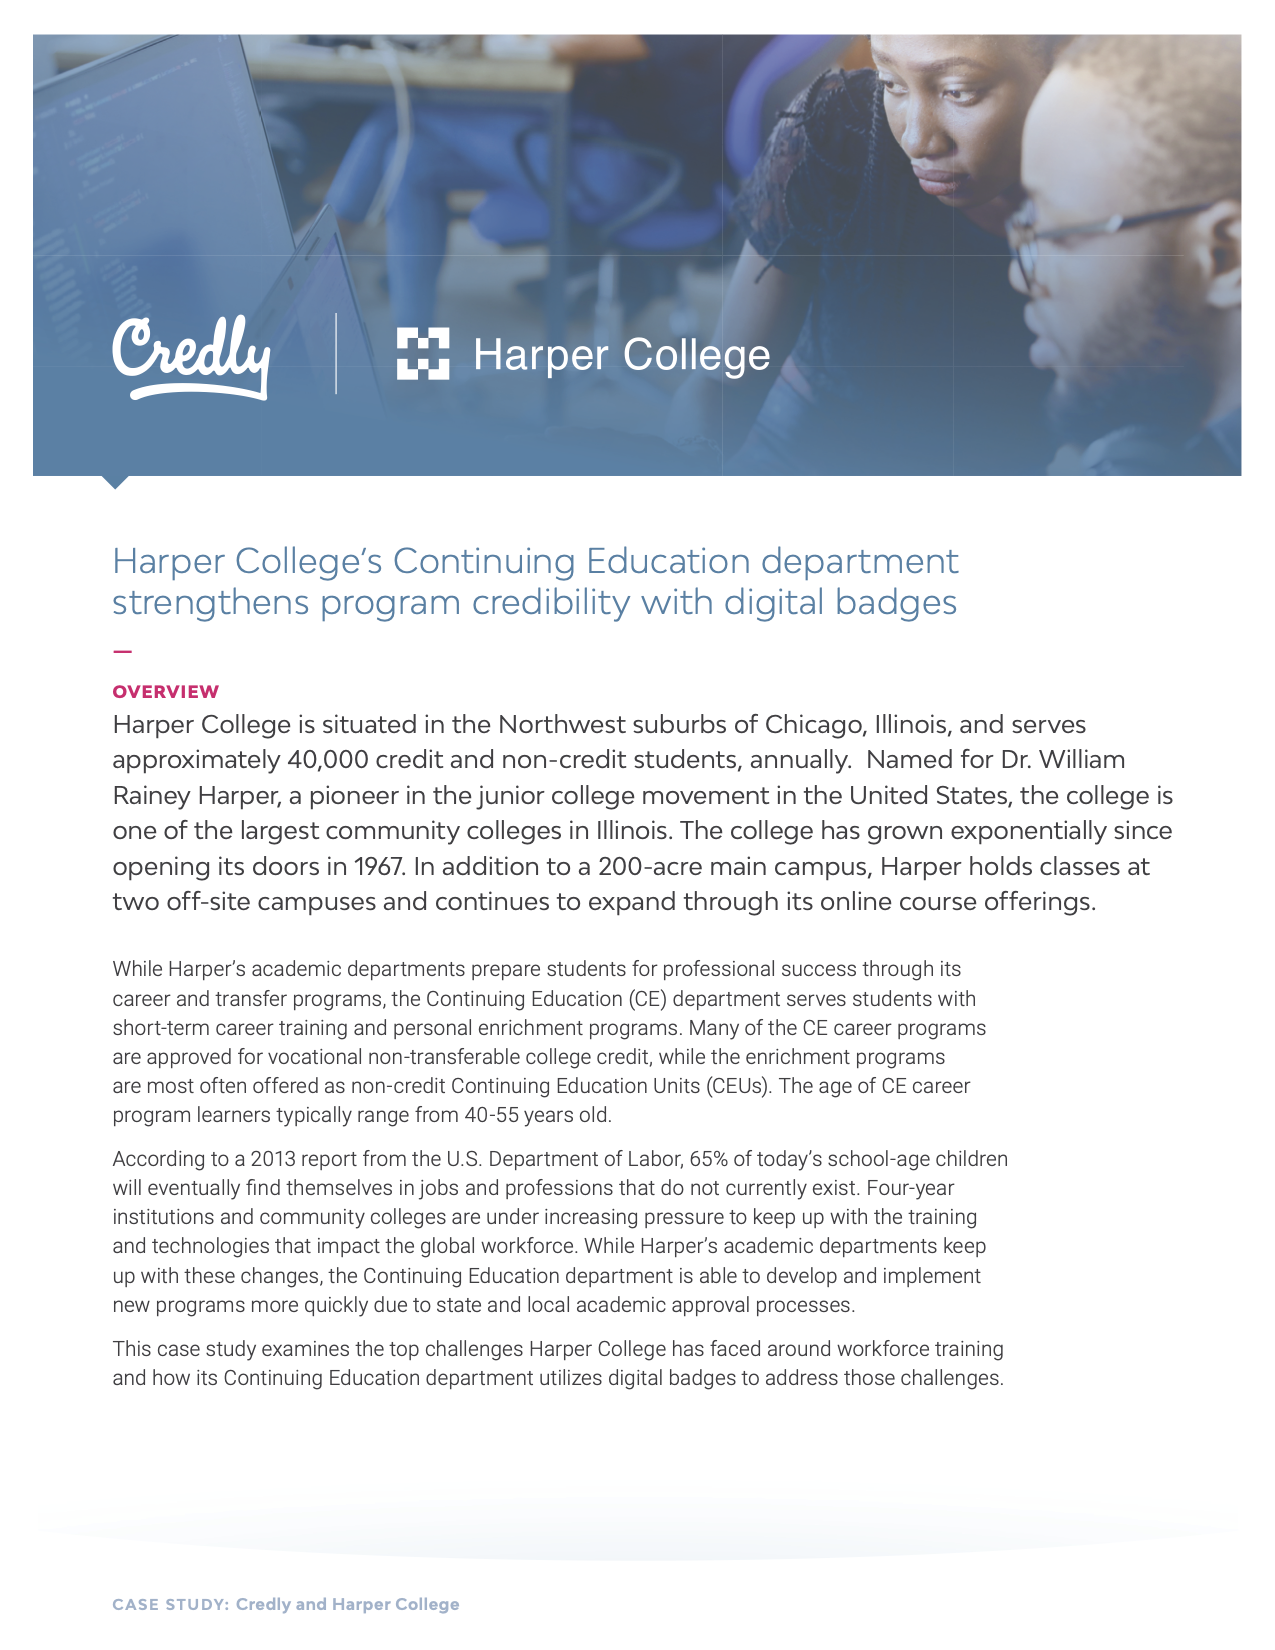 Credly
Harper College
Harper College's Continuing Education department
strengthens program credibility with digital badges
—
OVERVIEW
Harper College is situated in the Northwest suburbs of Chicago, Illinois, and serves
approximately 40,000 credit and non-credit students, annually.  Named for Dr. William
Rainey Harper, a pioneer in the junior college movement in the United States, the college is
one of the largest community colleges in Illinois. The college has grown exponentially since
opening its doors in 1967. In addition to a 200-acre main campus, Harper holds classes at
two off-site campuses and continues to expand through its online course offerings.
While Harper's academic departments prepare students for professional success through its
career and transfer programs, the Continuing Education (CE) department serves students with
short-term career training and personal enrichment programs. Many of the CE career programs
are approved for vocational non-transferable college credit, while the enrichment programs
are most often offered as non-credit Continuing Education Units (CEUs). The age of CE career
program learners typically range from 40-55 years old.
According to a 2013 report from the U.S. Department of Labor, 65% of today's school-age children
will eventually find themselves in jobs and professions that do not currently exist. Four-year
institutions and community colleges are under increasing pressure to keep up with the training
and technologies that impact the global workforce. While Harper's academic departments keep
up with these changes, the Continuing Education department is able to develop and implement
new programs more quickly due to state and local academic approval processes.
This case study examines the top challenges Harper College has faced around workforce training
and how its Continuing Education department utilizes digital badges to address those challenges.
CASE STUDY: Credly and Harper College